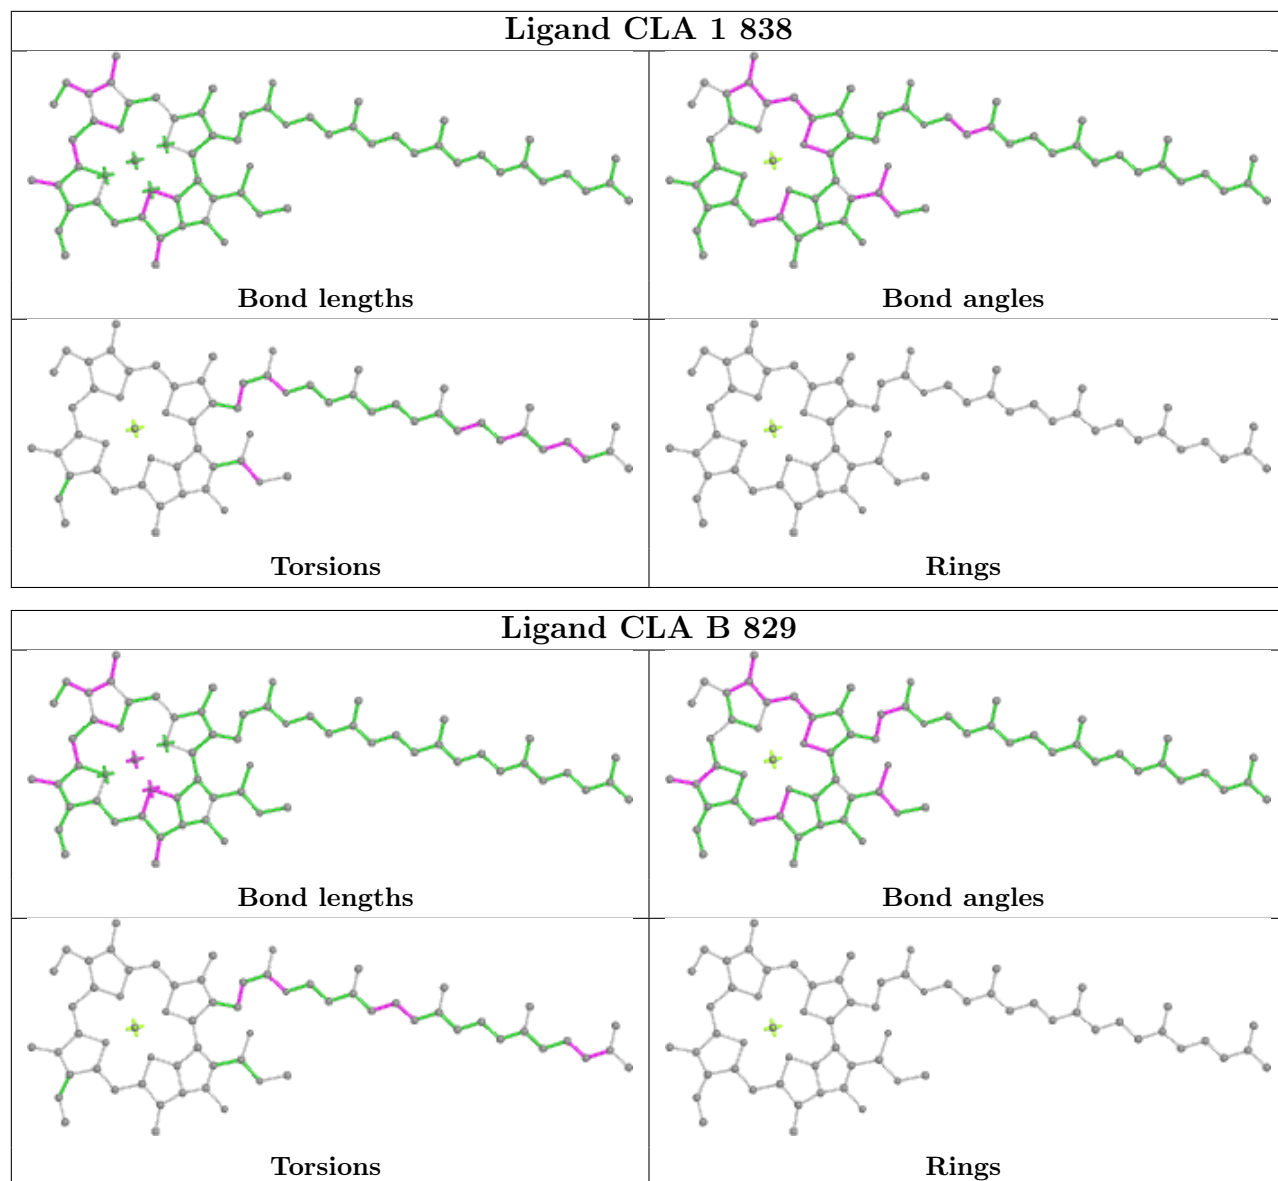 Ligand CLA 1 838
Bond lengths
Bond angles
Torsions
Rings
Ligand CLA B 829
Bond lengths
Bond angles
Torsions
Rings